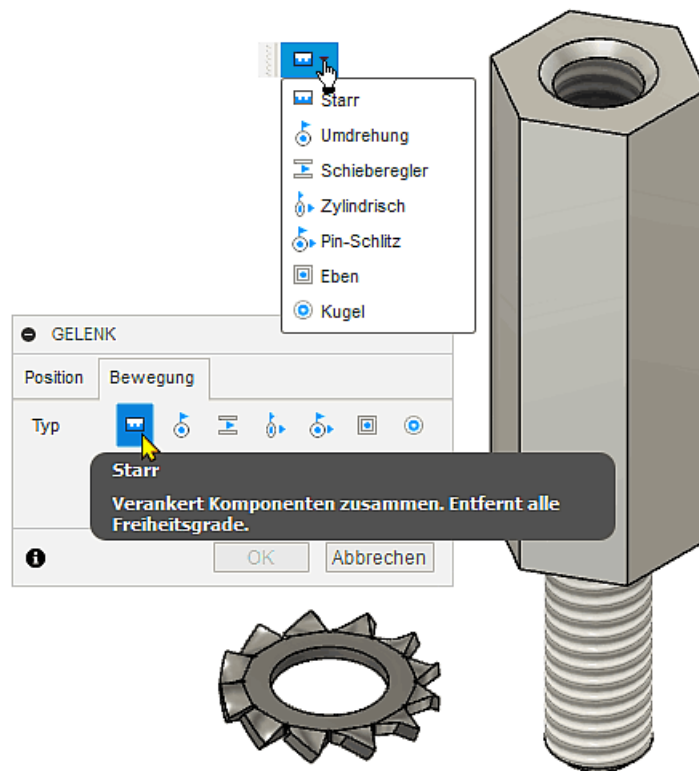 Starr
Umdrehung
Schieberegler
Zylindrisch
Pin-Schlitz
Eben
Kugel
GELENK
Position Bewegung
Typ
Starr
Verankert Komponenten zusammen. Entfernt alle
Freiheitsgrade.
OK Abbrechen